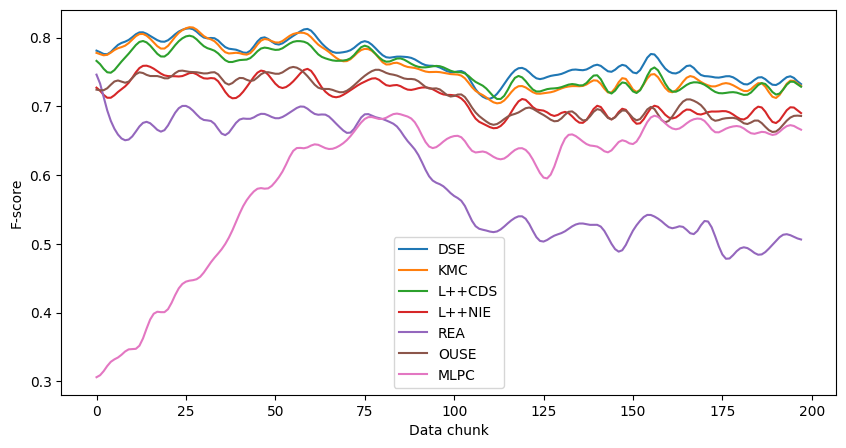 0.8
0.7
0.6
0.5
0.4
0.3
F-score
0 25 50 75 100 125 150 175 200
Data chunk
DSE
KMC
L++CDS
L++NIE
REA
OUSE
MLPC